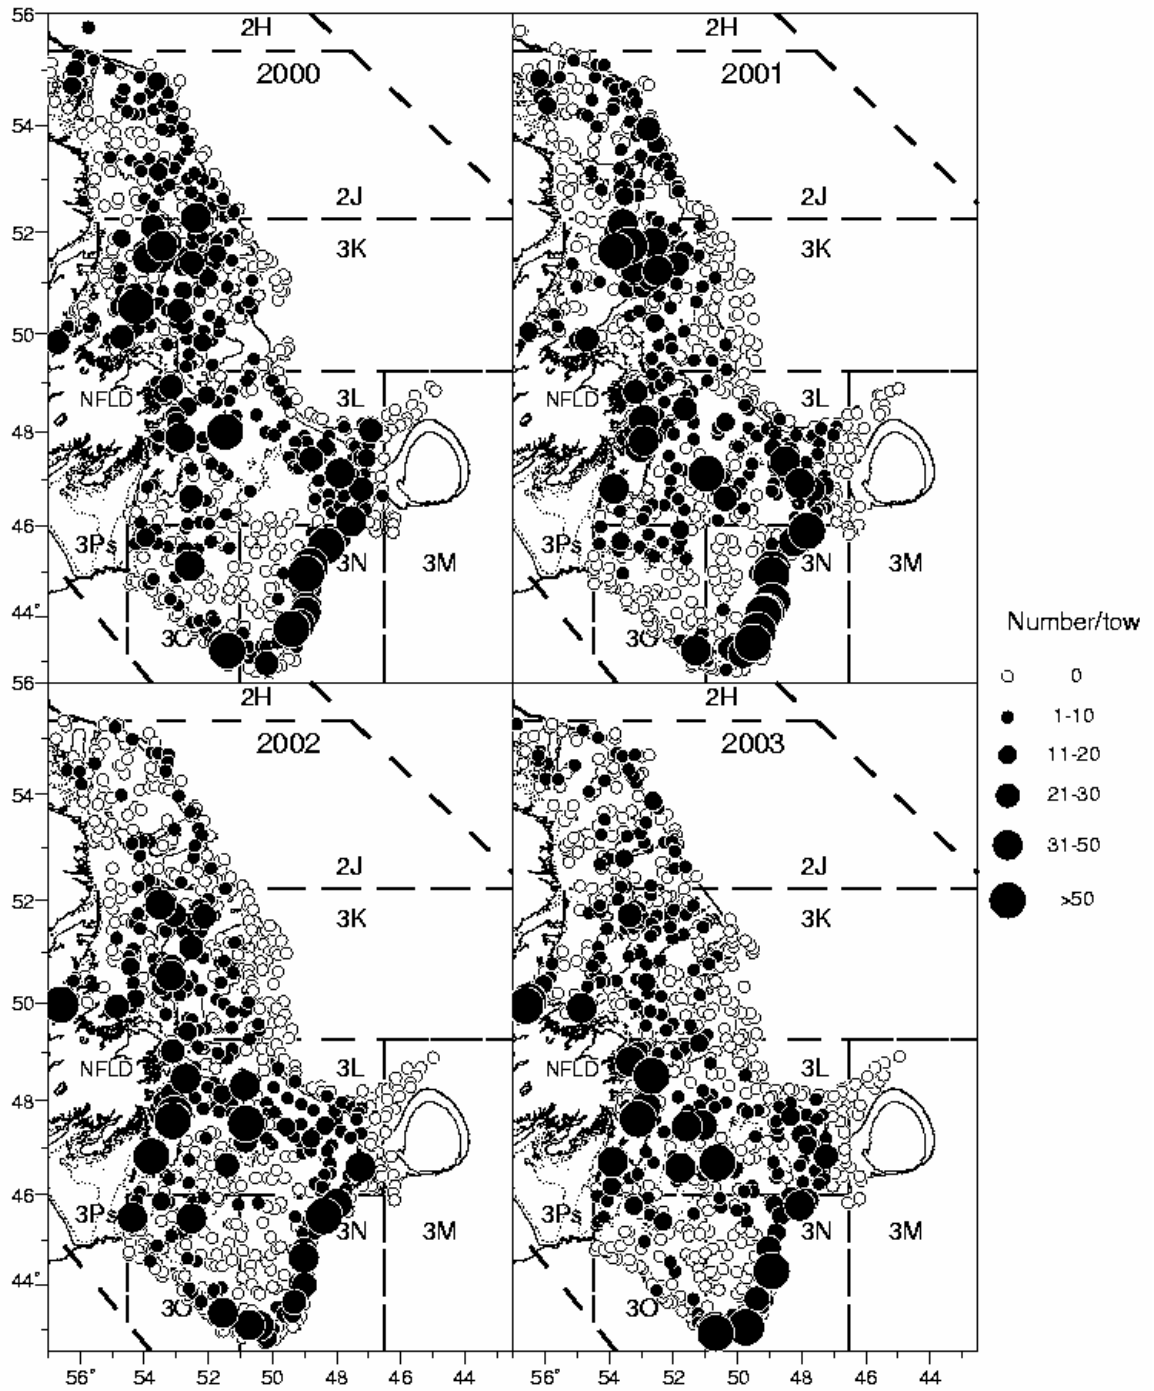 56
2H
2H
2000
2001
54
2J
2J
52
3K
3K
50
NFLD
3L
NFLD
3L
48
46
3Ps
3N
3M
3Ps
3N
3M
44°
3O
3O
56
2H
2H
2002
2003
54
2J
2J
52
3K
3K
50
NFLD
3L
NFLD
3L
48
46
3Ps
3N
3M
3Ps
3N
3M
44°
3O
3O
56°
54
52
50
48
46
44
56°
54
52
50
48
46
44
Number/tow
0
1-10
11-20
21-30
31-50
>50